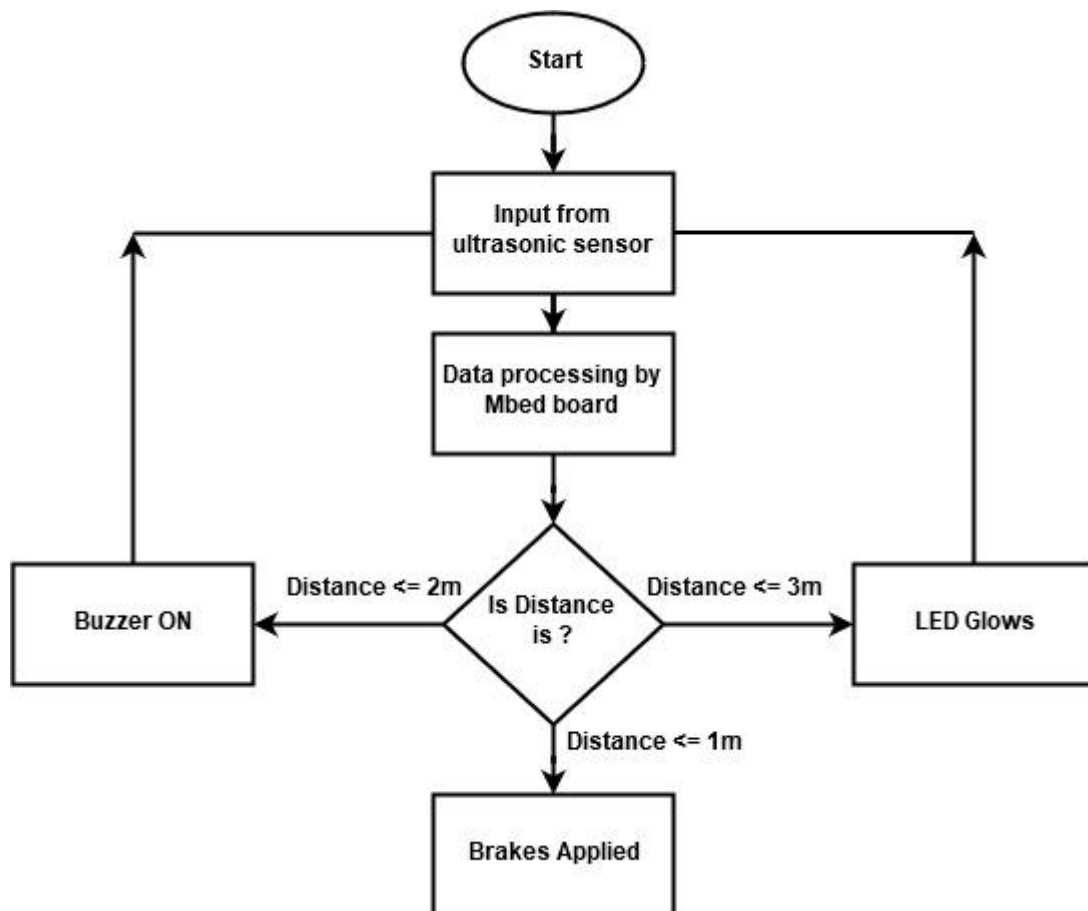 Start
Input from
ultrasonic sensor
Data processing by
Mbed board
Distance <= 2m
Is Distance
is ?
Distance <= 3m
Buzzer ON
LED Glows
Distance <= 1m
Brakes Applied